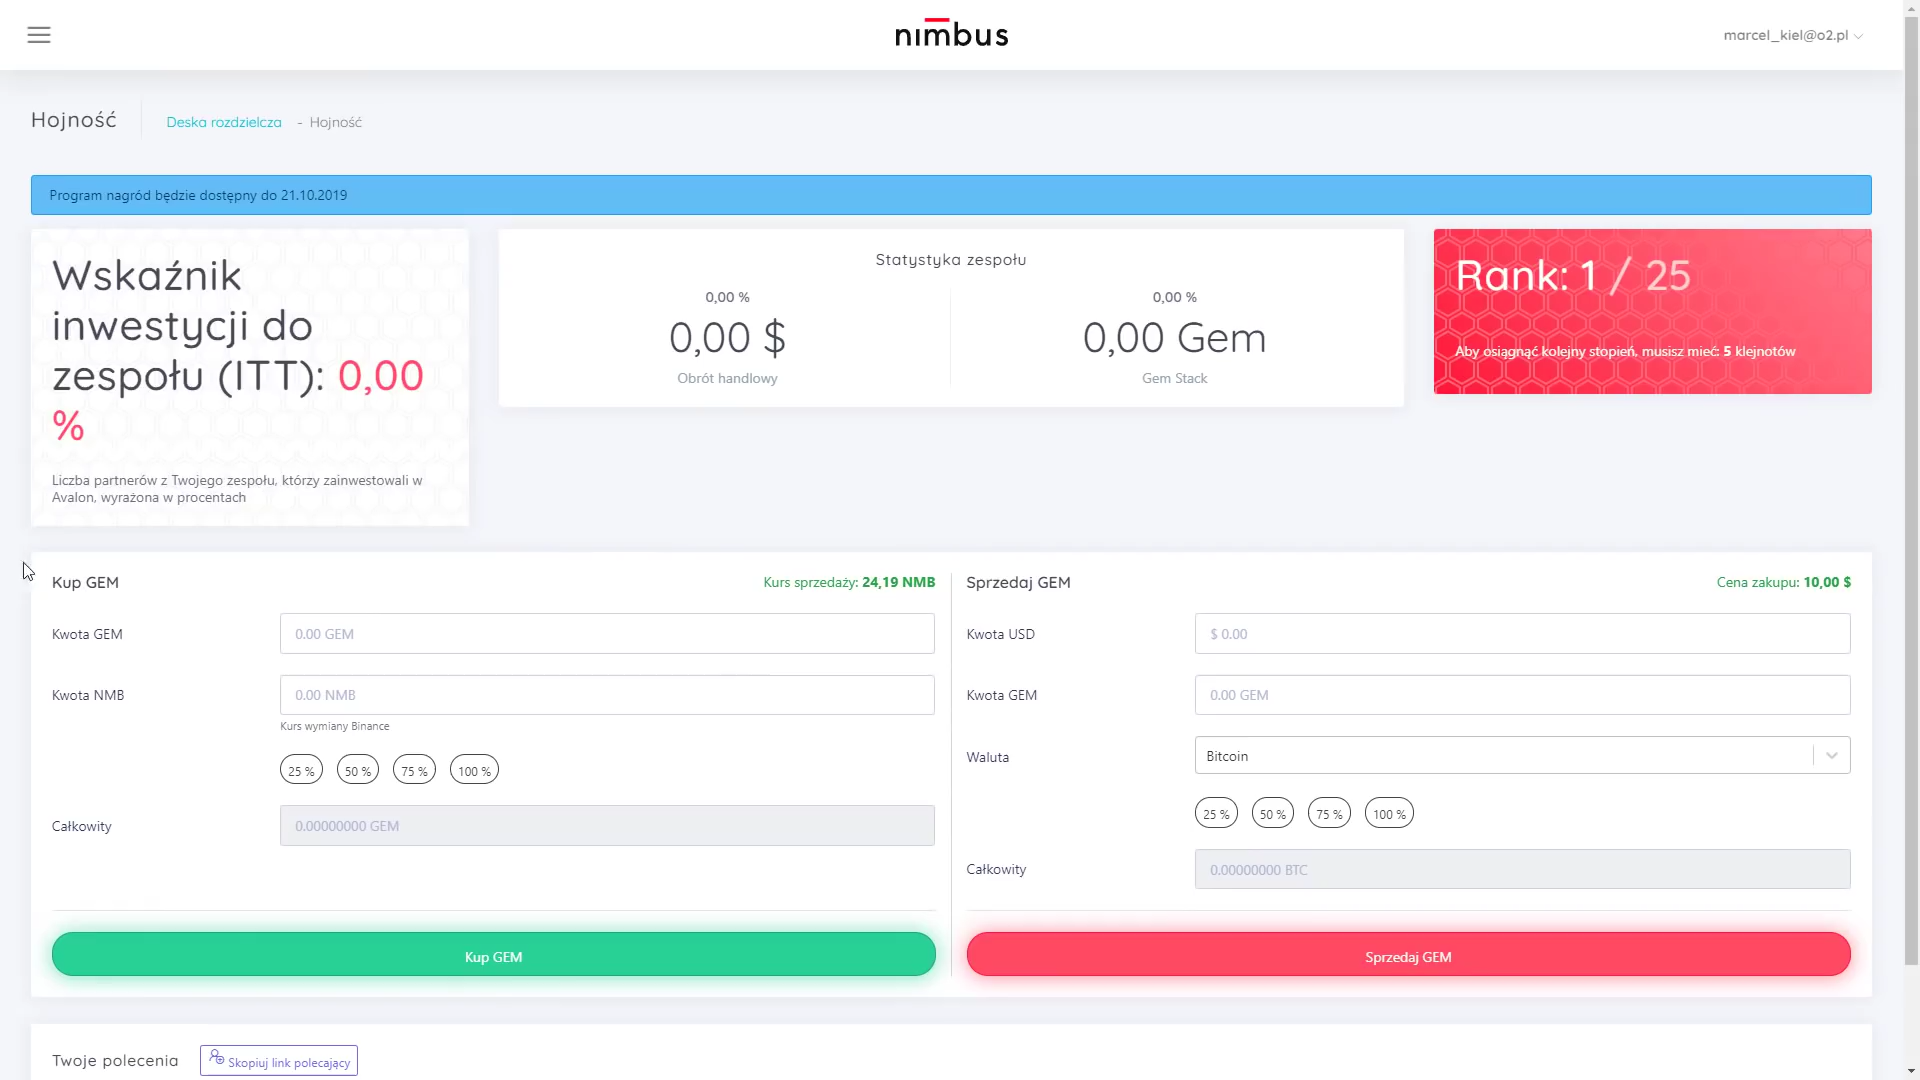 nimbus
marcel_kiel@o2.pl
Hojność
Deska rozdzielcza - Hojność
Program nagród będzie dostępny do 21.10.2019
Wskaźnik
inwestycji do
zespołu (ITT): 0,00
%
Liczba partnerów z Twojego zespołu, którzy zainwestowali w
Avalon, wyrażona w procentach
Statystyka zespołu
0,00 %
0,00 $
Obrót handlowy
0,00 %
0,00 Gem
Gem Stack
Rank: 1 / 25
Aby osiągnąć kolejny stopień, musisz mieć: 5 klejnotów
Kup GEM
Kurs sprzedaży: 24,19 NMB
Kwota GEM
0.00 GEM
Kwota NMB
0.00 NMB
Kurs wymiany Binance
25 % 50 % 75 % 100 %
Całkowity
0.00000000 GEM
Kup GEM
Sprzedaj GEM
Cena zakupu: 10,00 $
Kwota USD
$ 0.00
Kwota GEM
0.00 GEM
Waluta
Bitcoin
25 % 50 % 75 % 100 %
Całkowity
0.00000000 BTC
Sprzedaj GEM
Twoje polecenia
Skopiuj link polecający